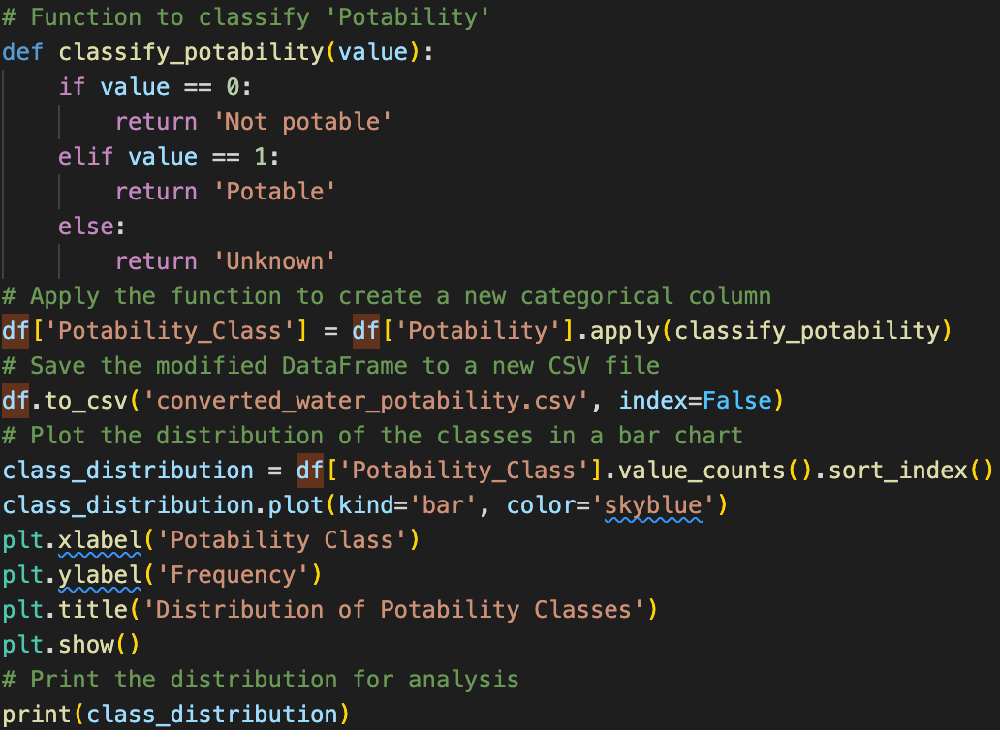 # Function to classify 'Potability'
def classify_potability(value):
    if value == 0:
        return 'Not potable'
    elif value == 1:
        return 'Potable'
    else:
        return 'Unknown'
# Apply the function to create a new categorical column
df['Potability_Class'] = df['Potability'].apply(classify_potability)
# Save the modified DataFrame to a new CSV file
df.to_csv('converted_water_potability.csv', index=False)
# Plot the distribution of the classes in a bar chart
class_distribution = df['Potability_Class'].value_counts().sort_index()
class_distribution.plot(kind='bar', color='skyblue')
plt.xlabel('Potability Class')
plt.ylabel('Frequency')
plt.title('Distribution of Potability Classes')
plt.show()
# Print the distribution for analysis
print(class_distribution)